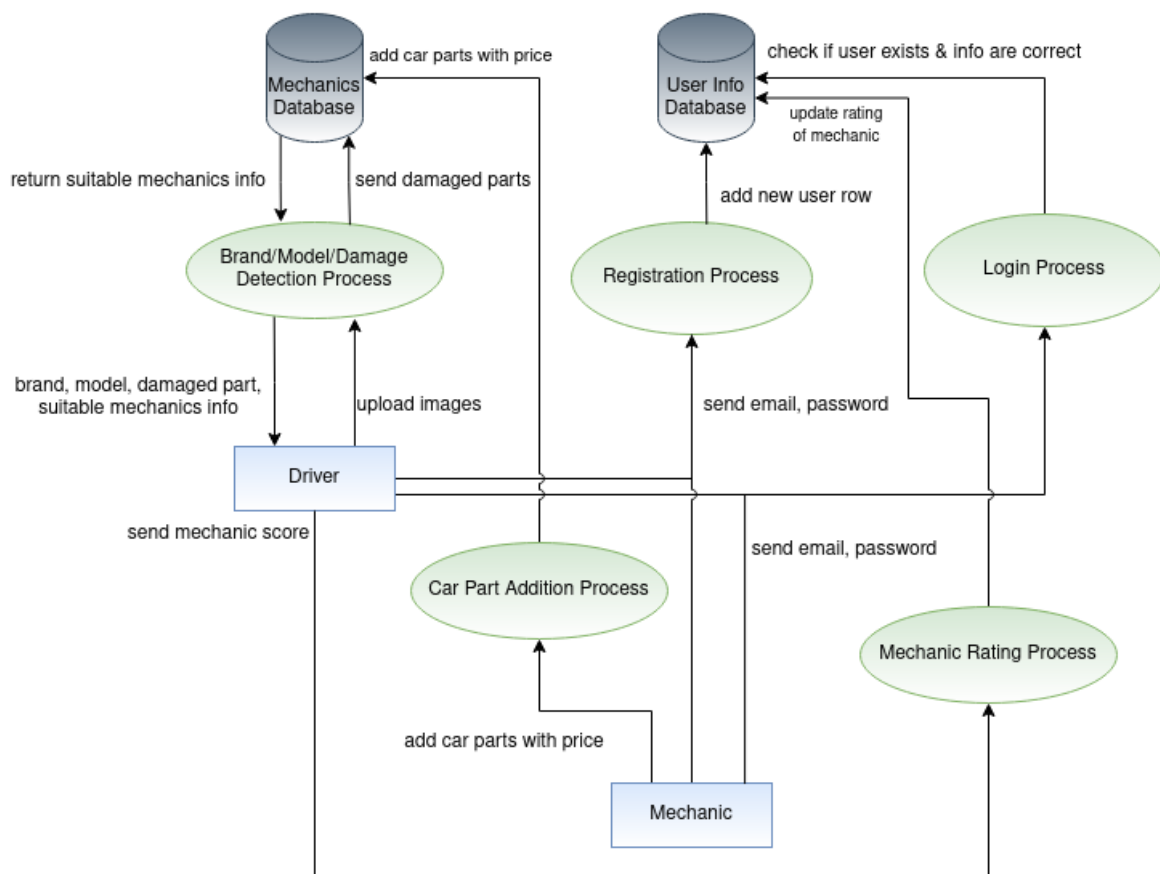 add car parts with price
Mechanics
Database
check if user exists & info are correct
User Info
Database
update rating
of mechanic
return suitable mechanics info
send damaged parts
add new user row
Brand/Model/Damage
Detection Process
Registration Process
Login Process
brand, model, damaged part,
suitable mechanics info
upload images
send email, password
Driver
send mechanic score
send email, password
Car Part Addition Process
Mechanic Rating Process
add car parts with price
Mechanic